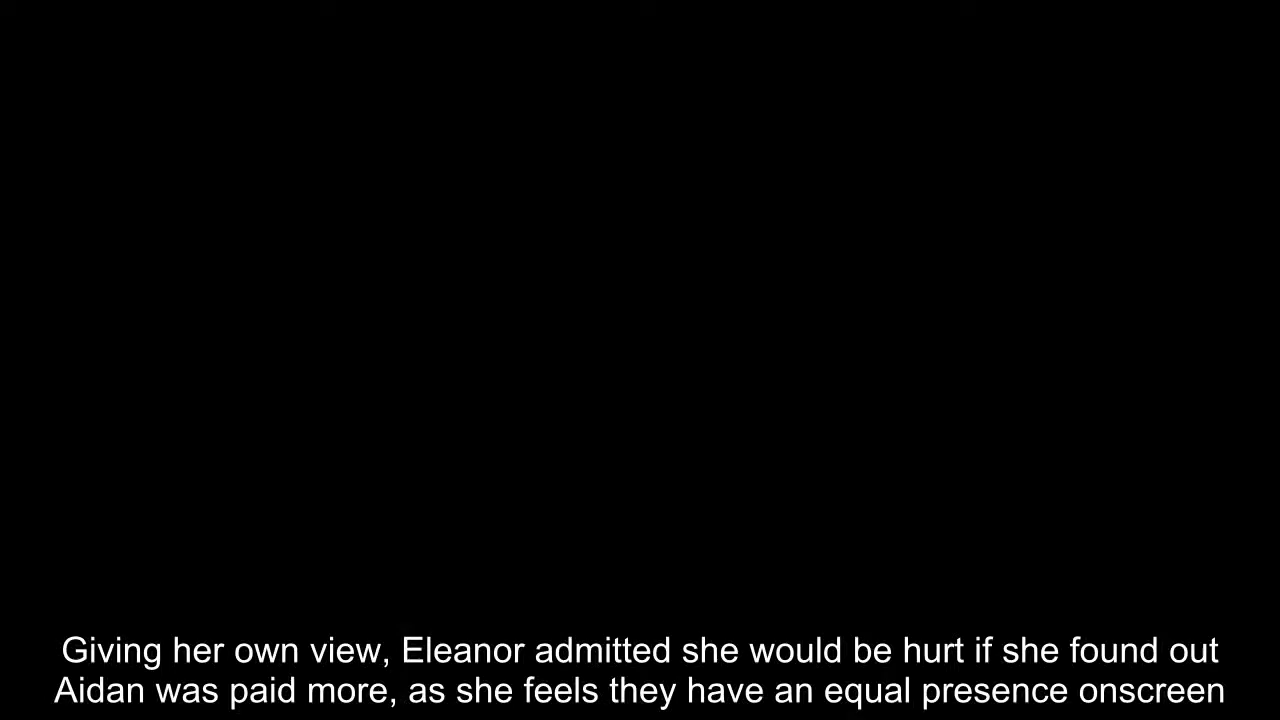 Giving her own view, Eleanor admitted she would be hurt if she found out
Aidan was paid more, as she feels they have an equal presence onscreen